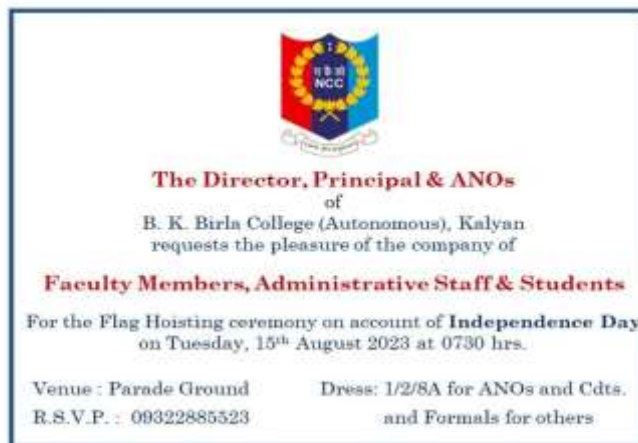 NCC
The Director, Principal & ANOs
of
B. K. Birla College (Autonomous), Kalyan
requests the pleasure of the company of
Faculty Members, Administrative Staff & Students
For the Flag Hoisting ceremony on account of Independence Day
on Tuesday, 15th August 2023 at 0730 hrs.
Venue : Parade Ground
Dress: 1/2/8A for ANOs and Cdts.
R.S.V.P. : 09322885523
and Formals for others